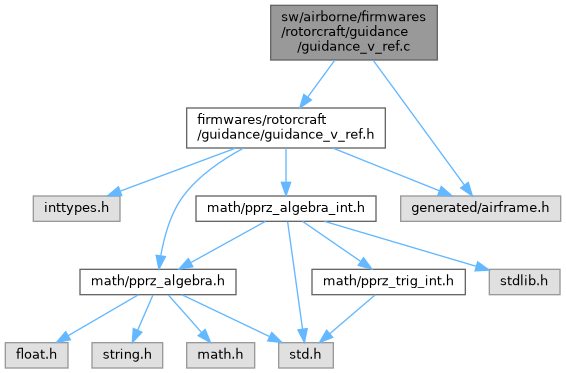 sw/airborne/firmwares
/rotorcraft/guidance
/guidance_v_ref.c
firmwares/rotorcraft
/guidance/guidance_v_ref.h
inttypes.h
math/pprz_algebra_int.h
generated/airframe.h
math/pprz_algebra.h
math/pprz_trig_int.h
stdlib.h
float.h
string.h
math.h
std.h